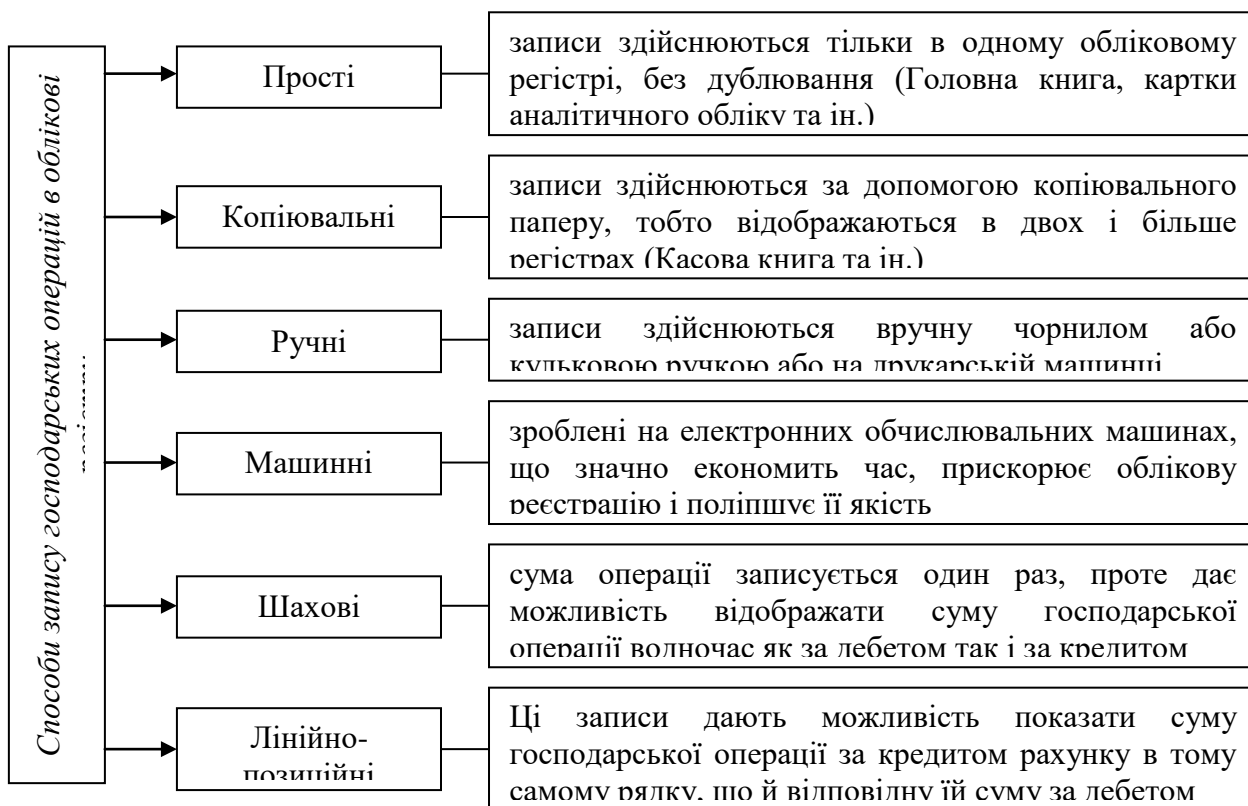 Способи запису господарських операцій в облікові
регістри
Прості
записи здійснюються тільки в одному обліковому
регістрі, без дублювання (Головна книга, картки
аналітичного обліку та ін.)
Копіювальні
записи здійснюються за допомогою копіювального
паперу, тобто відображаються в двох і більше
регістрах (Касова книга та ін.)
Ручні
записи здійснюються вручну чорнилом або
кульковою ручкою або на друкарській машинці
Машинні
зроблені на електронних обчислювальних машинах,
що значно економить час, прискорює облікову
реєстрацію і поліпшує її якість
Шахові
сума операції записується один раз, проте дає
можливість відображати суму господарської
операції водночас як за дебетом так і за кредитом
Лінійно-
позиційні
Ці записи дають можливість показати суму
господарської операції за кредитом рахунку в тому
самому рядку, що й відповідну їй суму за дебетом